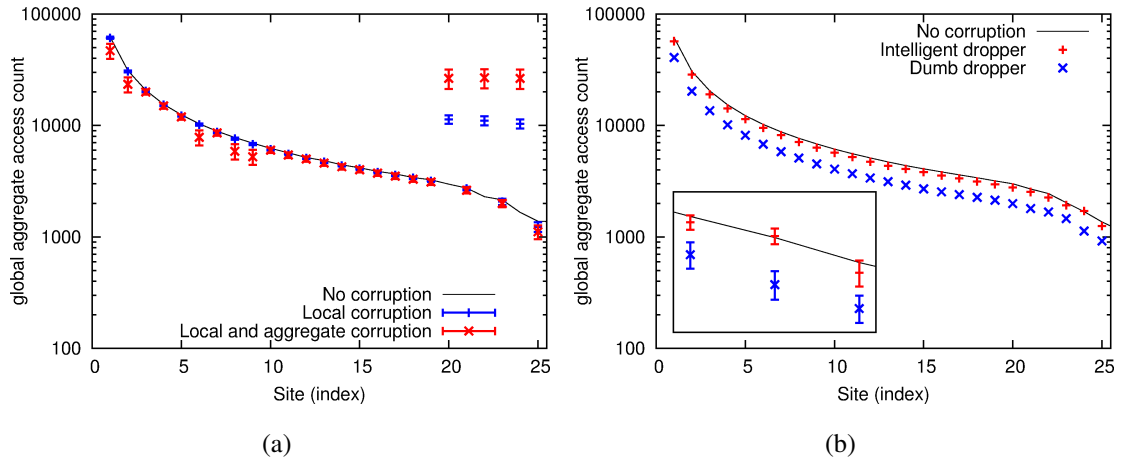 100000
10000
1000
100
global aggregate access count
No corruption
Local corruption
Local and aggregate corruption
0 5 10 15 20 25
Site (index)
(a)
100000
10000
1000
100
global aggregate access count
No corruption
Intelligent dropper
Dumb dropper
0 5 10 15 20 25
Site (index)
(b)